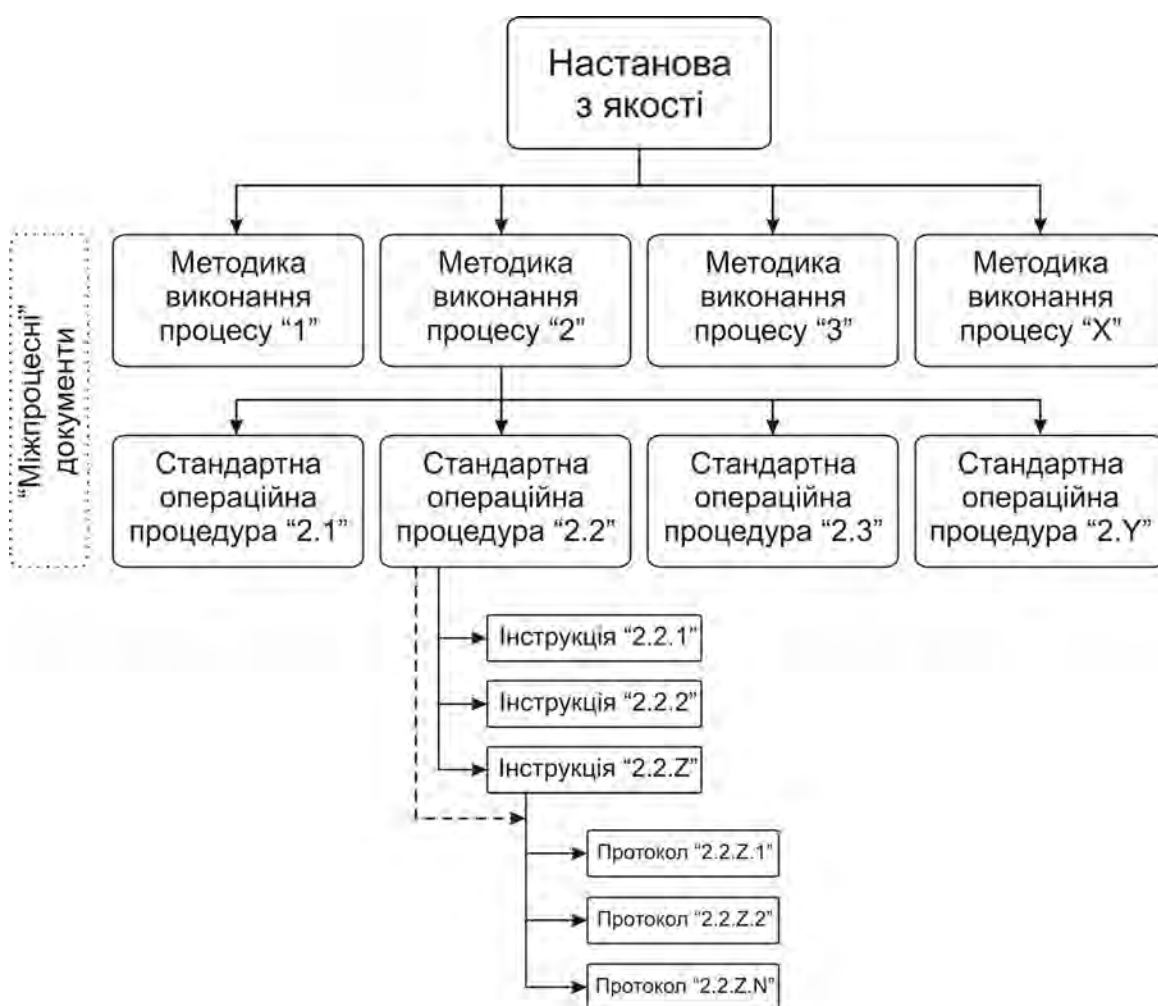 Настанова
з якості
“Міжпроцесні”
документи
Методика
виконання
процесу “1”
Методика
виконання
процесу “2”
Методика
виконання
процесу “3”
Методика
виконання
процесу “X”
Стандартна
операційна
процедура “2.1”
Стандартна
операційна
процедура “2.2”
Стандартна
операційна
процедура “2.3”
Стандартна
операційна
процедура “2.Y”
Інструкція “2.2.1”
Інструкція “2.2.2”
Інструкція “2.2.Z”
Протокол “2.2.Z.1”
Протокол “2.2.Z.2”
Протокол “2.2.Z.N”